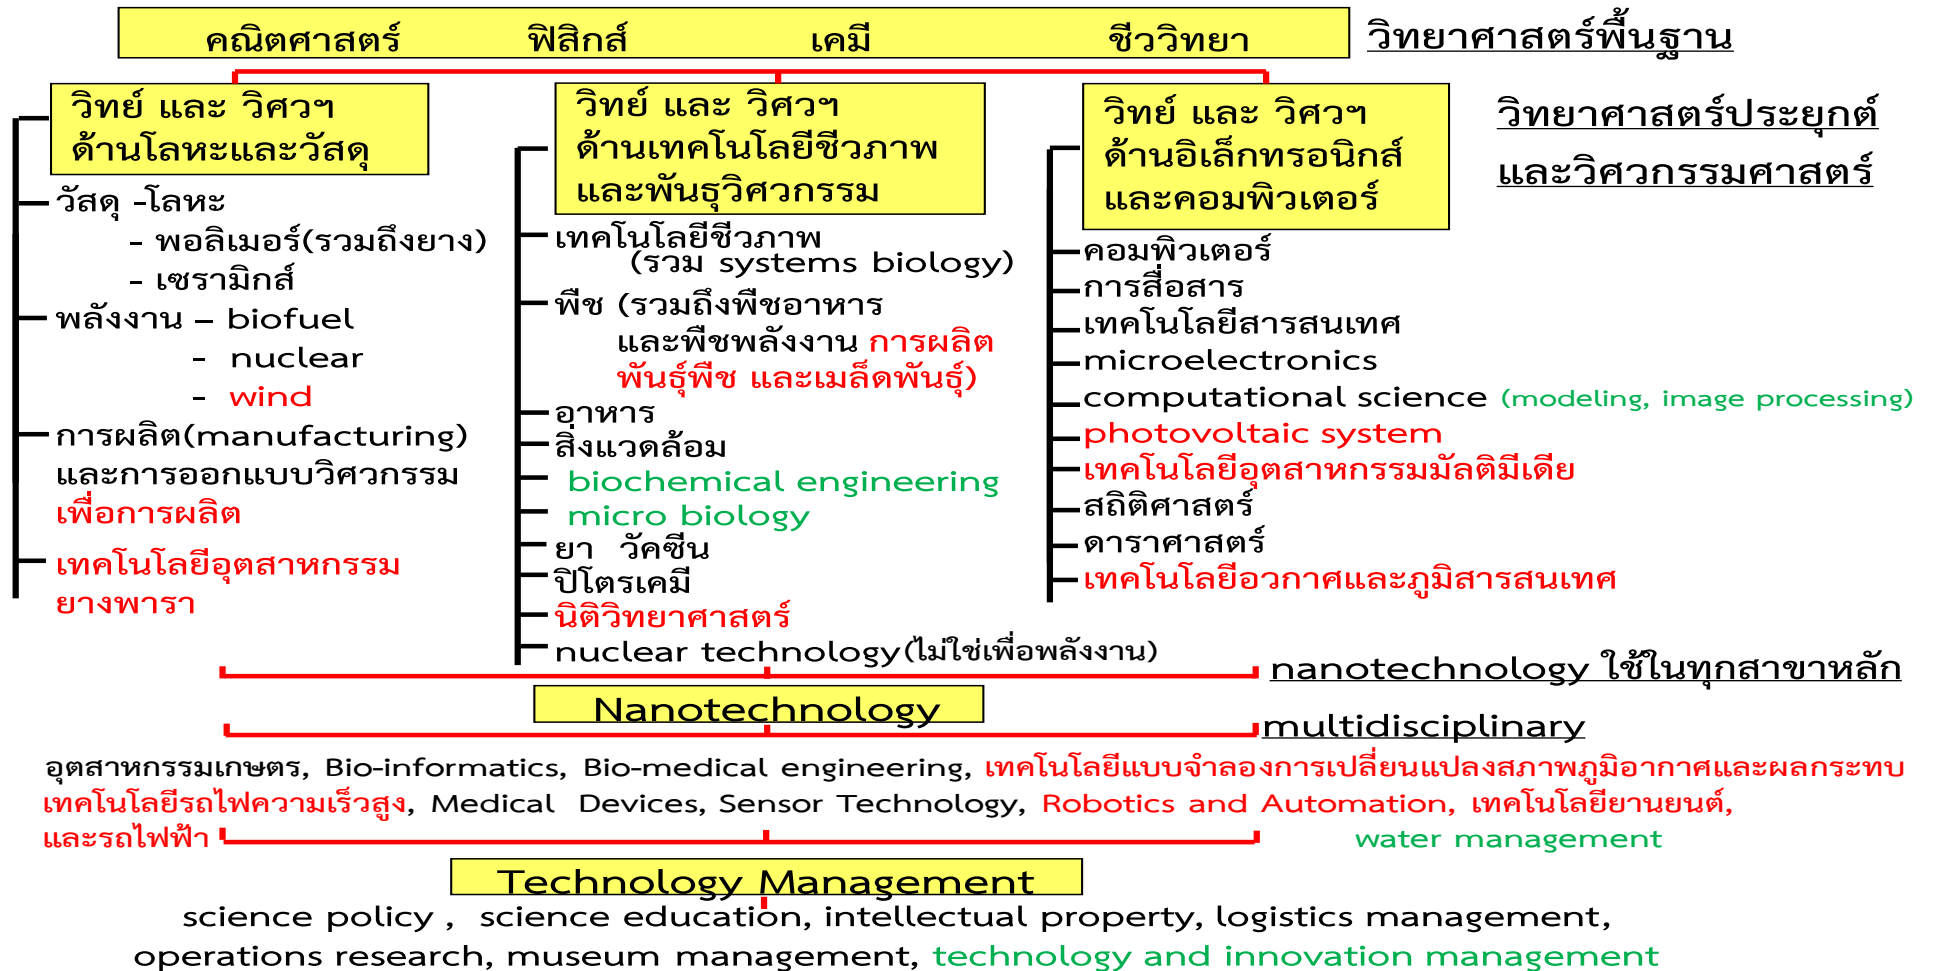 คณิตศาสตร์ ฟิสิกส์ เคมี ชีววิทยา วิทยาศาสตร์พื้นฐาน
วิทย์ และ วิศวฯ
ด้านโลหะและวัสดุ
วัสดุ -โลหะ
- พอลิเมอร์(รวมถึงยาง)
- เซรามิกส์
พลังงาน – biofuel
- nuclear
- wind
การผลิต(manufacturing)
และการออกแบบวิศวกรรม
เพื่อการผลิต
เทคโนโลยีอุตสาหกรรม
ยางพารา
วิทย์ และ วิศวฯ
ด้านเทคโนโลยีชีวภาพ
และพันธุวิศวกรรม
เทคโนโลยีชีวภาพ
(รวม systems biology)
พืช (รวมถึงพืชอาหาร
และพืชพลังงาน การผลิต
พันธุ์พืช และเมล็ดพันธุ์)
อาหาร
สิ่งแวดล้อม
biochemical engineering
micro biology
ยา วัคซีน
ปิโตรเคมี
นิติวิทยาศาสตร์
nuclear technology(ไม่ใช่เพื่อพลังงาน)
วิทย์ และ วิศวฯ
ด้านอิเล็กทรอนิกส์
และคอมพิวเตอร์
คอมพิวเตอร์
การสื่อสาร
เทคโนโลยีสารสนเทศ
microelectronics
computational science (modeling, image processing)
photovoltaic system
เทคโนโลยีอุตสาหกรรมมัลติมีเดีย
สถิติศาสตร์
ดาราศาสตร์
เทคโนโลยีอวกาศและภูมิสารสนเทศ
วิทยาศาสตร์ประยุกต์
และวิศวกรรมศาสตร์
nanotechnology ใช้ในทุกสาขาหลัก
Nanotechnology
multidisciplinary
อุตสาหกรรมเกษตร, Bio-informatics, Bio-medical engineering, เทคโนโลยีแบบจำลองการเปลี่ยนแปลงสภาพภูมิอากาศและผลกระทบ
เทคโนโลยีรถไฟความเร็วสูง, Medical Devices, Sensor Technology, Robotics and Automation, เทคโนโลยียานยนต์,
และรถไฟฟ้า water management
Technology Management
science policy , science education, intellectual property, logistics management,
operations research, museum management, technology and innovation management